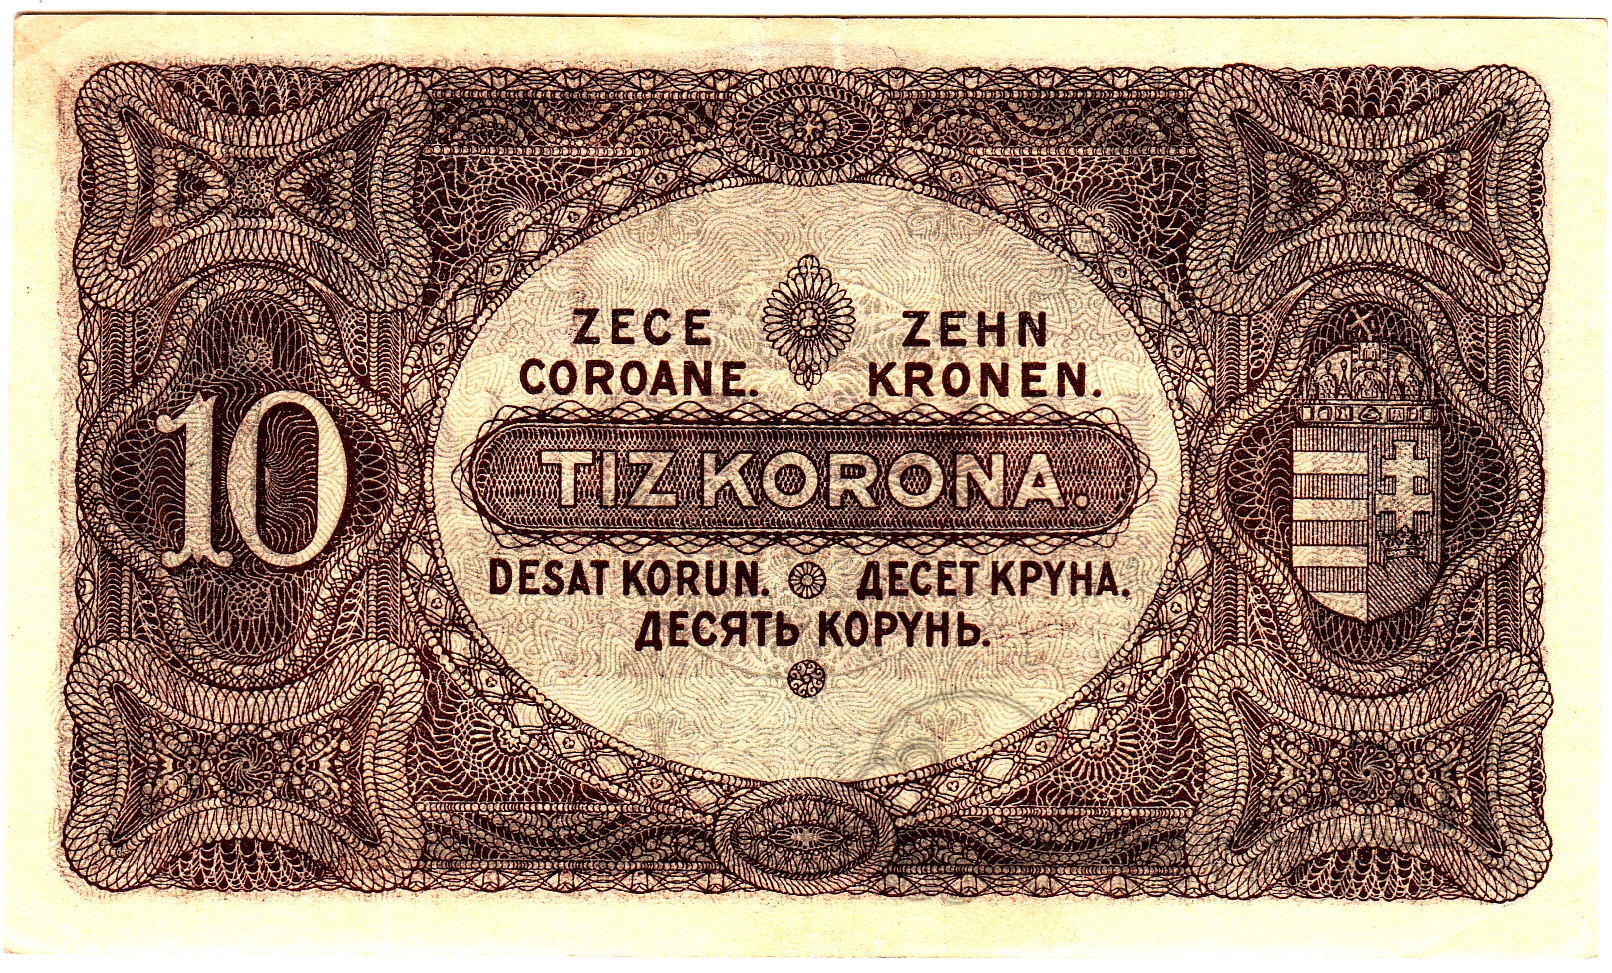 ZECE COROANE.
ZEHN KRONEN.
10
TIZ KORONA.
DESAT KORUN.
ДЕСЕТ КРУНА.
ДЕСЯТЬ КОРУНЬ.